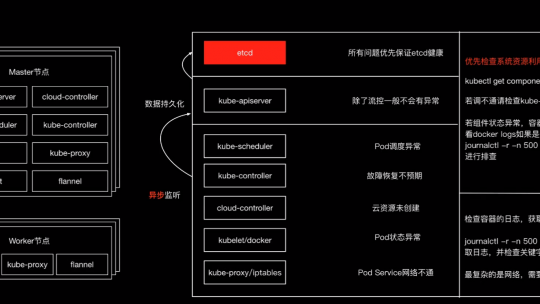 Master节点
erver
cloud-controller
duler
kube-controller
kube-proxy
t
flannel
Worker节点
kube-proxy
flannel
数据持久化
异步监听
etcd
所有问题优先保证etcd健康
kube-apiserver
除了流控一般不会有异常
kube-scheduler
Pod调度异常
kube-controller
故障恢复不预期
cloud-controller
云资源未创建
kubelet/docker
Pod状态异常
kube-proxy/iptables
Pod Service网络不通
优先检查系统资源利用
kubectl get compone
若调不通请检查kube-
若组件状态异常，容
看docker logs如果是
journalctl -r -n 500
进行排查
检查容器的日志，获取
journalctl -r -n 500
取日志，并检查关键字
最复杂的是网络，需